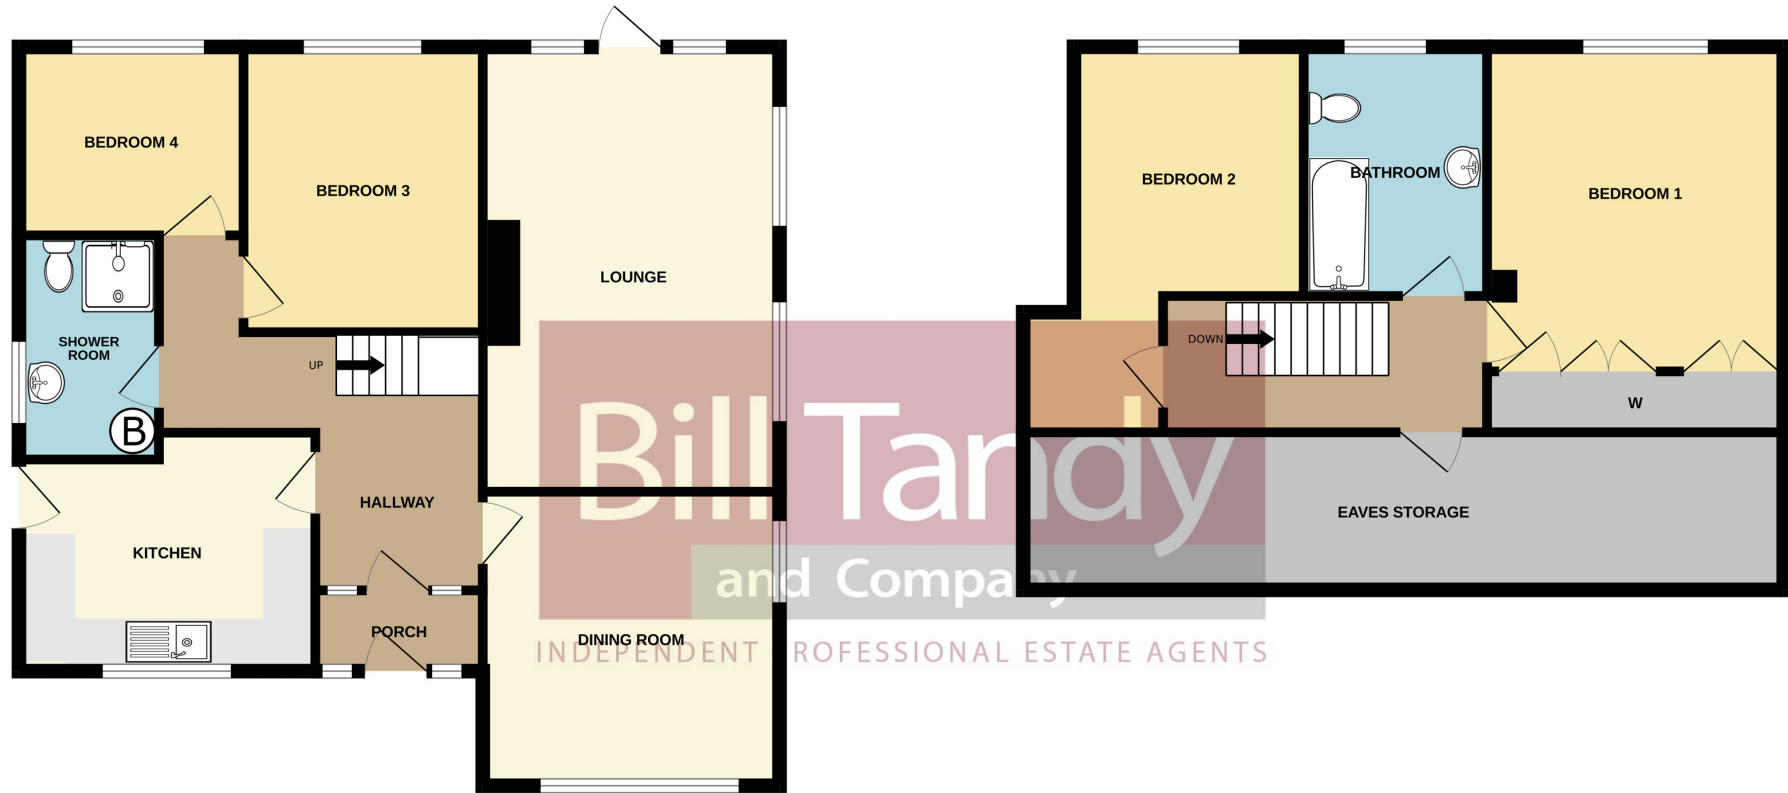 BEDROOM 4
BEDROOM 3
LOUNGE
SHOWER
ROOM
UP
B
HALLWAY
KITCHEN
PORCH
DINING ROOM
BEDROOM 2
BATHROOM
BEDROOM 1
DOWN
W
EAVES STORAGE
Bill Tandy
and Company
INDEPENDENT PROFESSIONAL ESTATE AGENTS